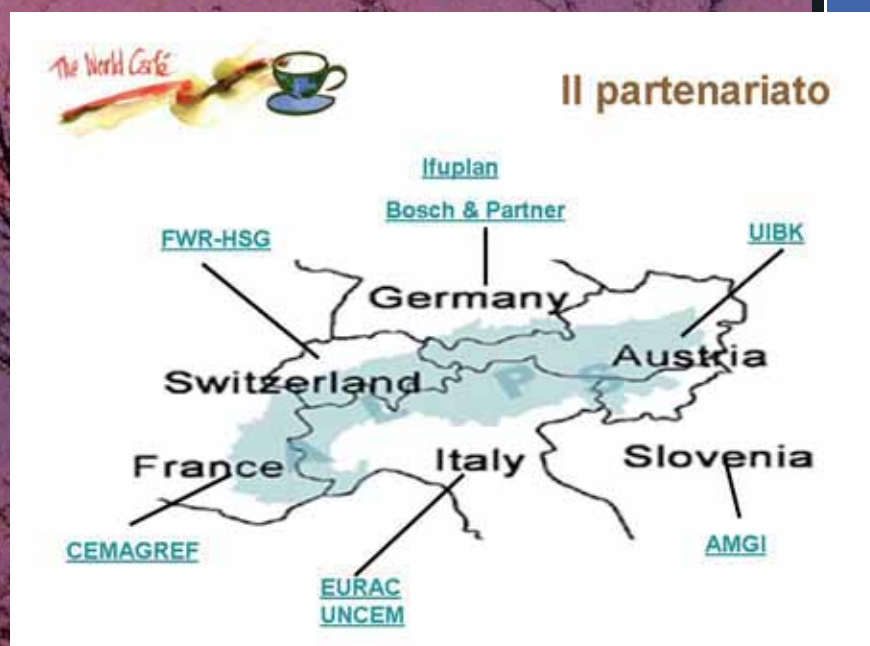 The World Café
Il partenariato
Ifuplan
Bosch & Partner
FWR-HSG
UIBK
Germany
Austria
Switzerland
A L P S
France
Italy
Slovenia
CEMAGREF
AMGI
EURAC
UNCEM